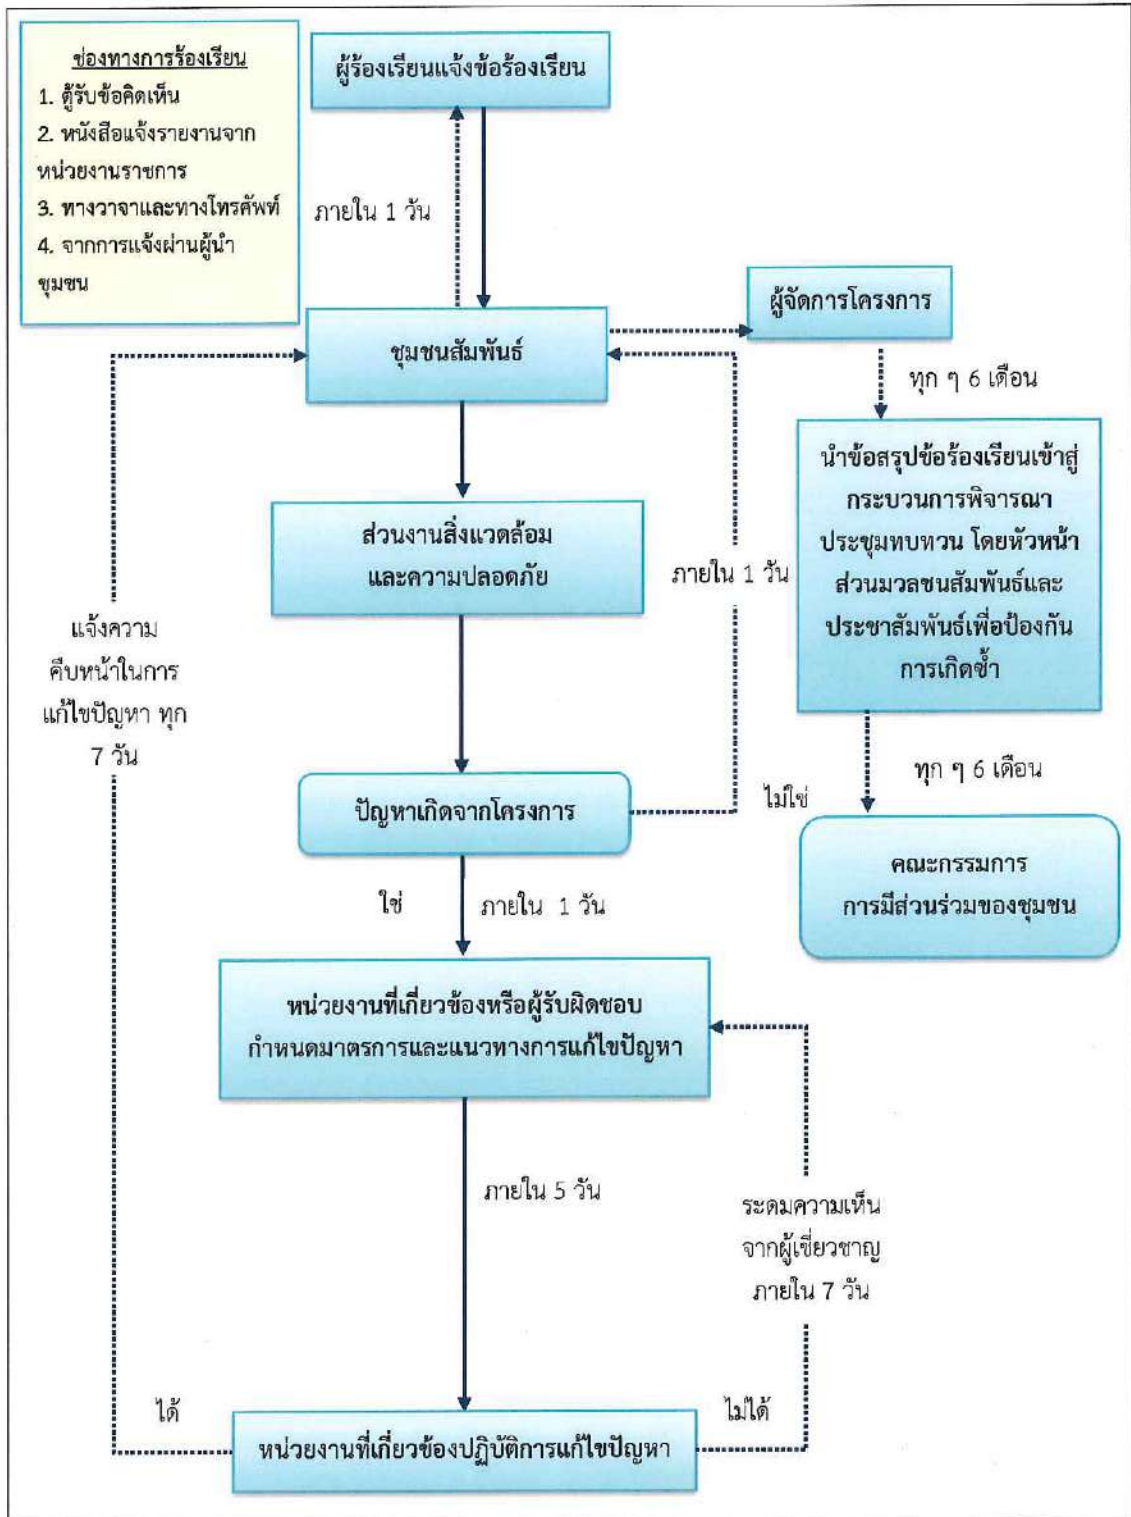 ช่องทางการร้องเรียน
1. ตู้รับข้อคิดเห็น
2. หนังสือแจ้งรายงานจาก
หน่วยงานราชการ
3. ทางวาจาและทางโทรศัพท์
4. จากการแจ้งผ่านผู้นำ
ชุมชน
ผู้ร้องเรียนแจ้งข้อร้องเรียน
ภายใน 1 วัน
ผู้จัดการโครงการ
ชุมชนสัมพันธ์
ทุก ๆ 6 เดือน
นำข้อสรุปข้อร้องเรียนเข้าสู่
กระบวนการพิจารณา
ประชุมทบทวน โดยหัวหน้า
ส่วนมวลชนสัมพันธ์และ
ประชาสัมพันธ์เพื่อป้องกัน
การเกิดซ้ำ
ส่วนงานสิ่งแวดล้อม
และความปลอดภัย
ภายใน 1 วัน
แจ้งความ
คืบหน้าในการ
แก้ไขปัญหา ทุก
7 วัน
ทุก ๆ 6 เดือน
ไม่ใช่
ปัญหาเกิดจากโครงการ
คณะกรรมการ
การมีส่วนร่วมของชุมชน
ใช่
ภายใน 1 วัน
หน่วยงานที่เกี่ยวข้องหรือผู้รับผิดชอบ
กำหนดมาตรการและแนวทางการแก้ไขปัญหา
ภายใน 5 วัน
ระดมความเห็น
จากผู้เชี่ยวชาญ
ภายใน 7 วัน
ได้
ไม่ได้
หน่วยงานที่เกี่ยวข้องปฏิบัติการแก้ไขปัญหา